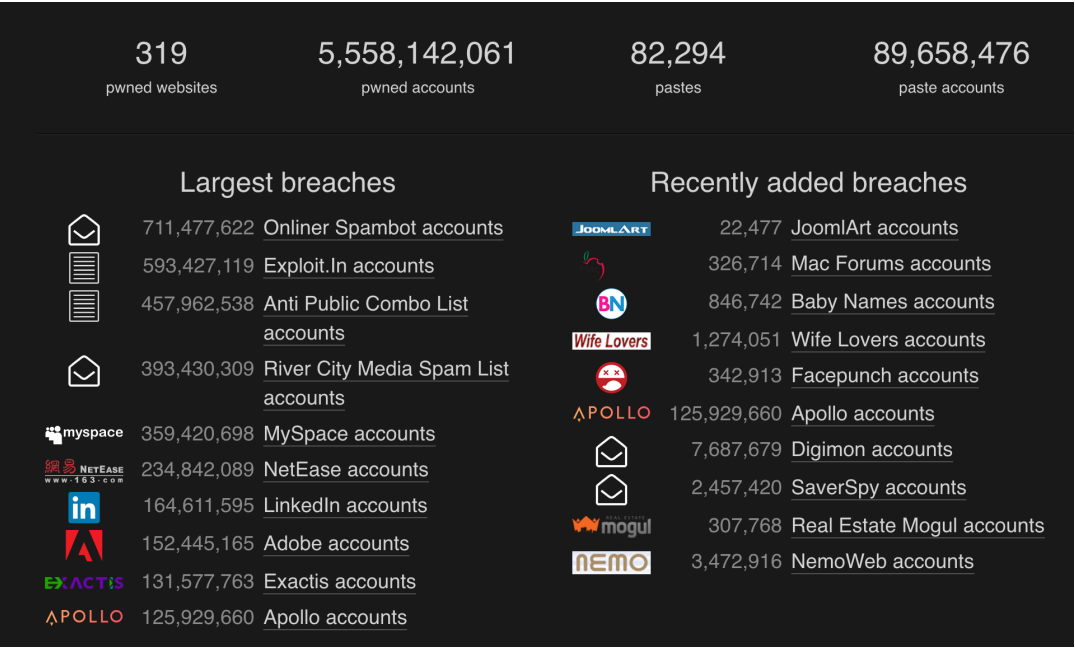 319 5,558,142,061 82,294 89,658,476
pwned websites pwned accounts pastes paste accounts
Largest breaches
711,477,622 Onliner Spambot accounts
593,427,119 Exploit.In accounts
457,962,538 Anti Public Combo List
accounts
393,430,309 River City Media Spam List
accounts
myspace 359,420,698 MySpace accounts
網易 NETEASE
www.163.com
234,842,089 NetEase accounts
in 164,611,595 LinkedIn accounts
152,445,165 Adobe accounts
EXACTIS 131,577,763 Exactis accounts
APOLLO 125,929,660 Apollo accounts
Recently added breaches
JOOMLART 22,477 JoomlArt accounts
326,714 Mac Forums accounts
BN 846,742 Baby Names accounts
Wife Lovers 1,274,051 Wife Lovers accounts
342,913 Facepunch accounts
APOLLO 125,929,660 Apollo accounts
7,687,679 Digimon accounts
2,457,420 SaverSpy accounts
REAL ESTATE
mogul 307,768 Real Estate Mogul accounts
NEMO 3,472,916 NemoWeb accounts